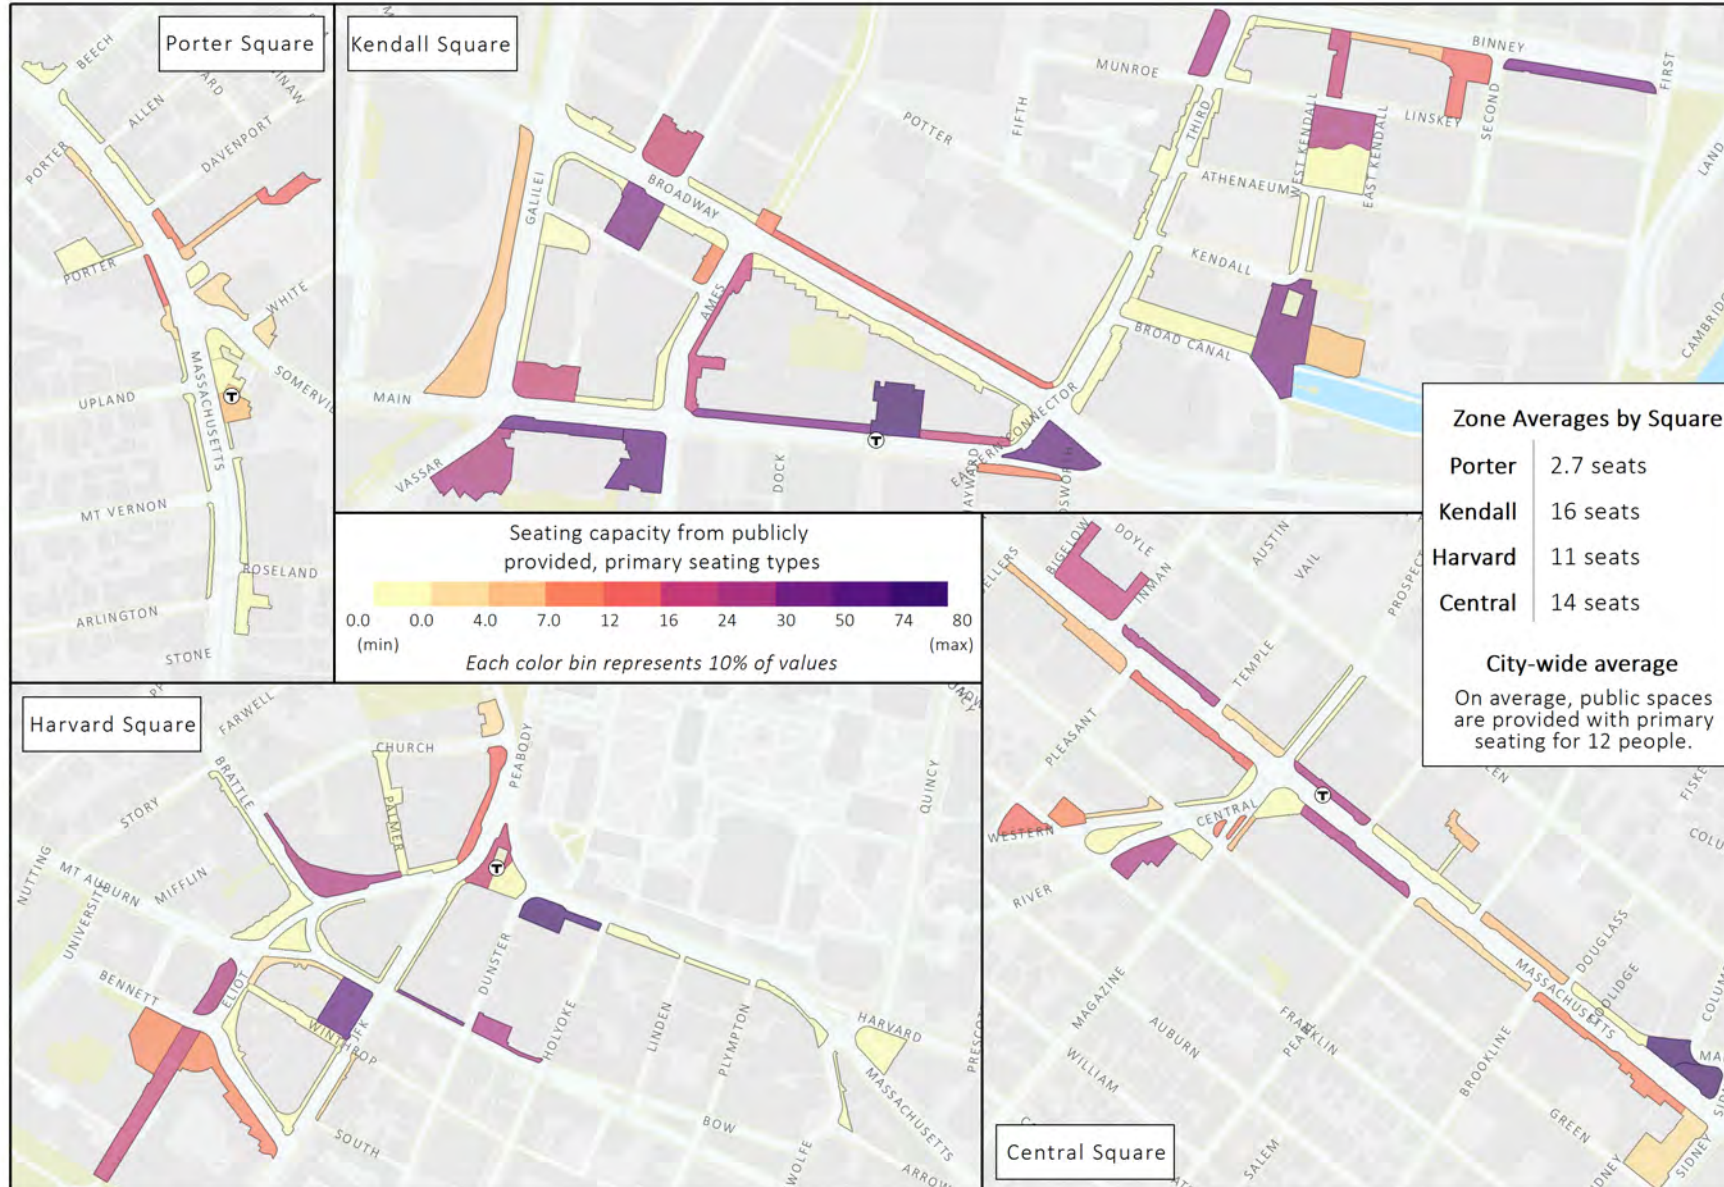 Porter Square
BEECH
ALLEN
DAVENPORT
PORTER
PORTER
WHITE
MASSACHUSETTS
UPLAND
MT VERNON
ROSELAND
ARLINGTON
STONE
Kendall Square
BINNEY
MUNROE
FIRST
POTTER
FIFTH
THIRD
WEST KENDALL
EAST KENDALL
LINSKEY
SECOND
LAND
ATHENAEUM
BROADWAY
GALILEI
AMES
KENDALL
BROAD CANAL
MAIN
VASSAR
DOCK
Zone Averages by Square
Porter 2.7 seats
Kendall 16 seats
Harvard 11 seats
Central 14 seats
City-wide average
On average, public spaces
are provided with primary
seating for 12 people.
Seating capacity from publicly
provided, primary seating types
0.0 0.0 4.0 7.0 12 16 24 30 50 74 80
(min) (max)
Each color bin represents 10% of values
Harvard Square
FARWELL
CHURCH
PEABODY
BRATTLE
STORY
PALMER
QUINCY
NUTTING
MT AUBURN
MIFFLIN
UNIVERSITY
BENNETT
ELIOT
WINTHROP
JFK
DUNSTER
HOLYOKE
LINDEN
PLYMPTON
HARVARD
MASSACHUSETTS
SOUTH
BOW
ARROW
BIGELOW
DOYLE
INMAN
AUSTIN
VAIL
TEMPLE
PLEASANT
CENTRAL
WESTERN
RIVER
MAGAZINE
AUBURN
WILLIAM
FRANKLIN
DOUGLASS
MASSACHUSETTS
BROOKLINE
GREEN
SALEM
SIDNEY
Central Square